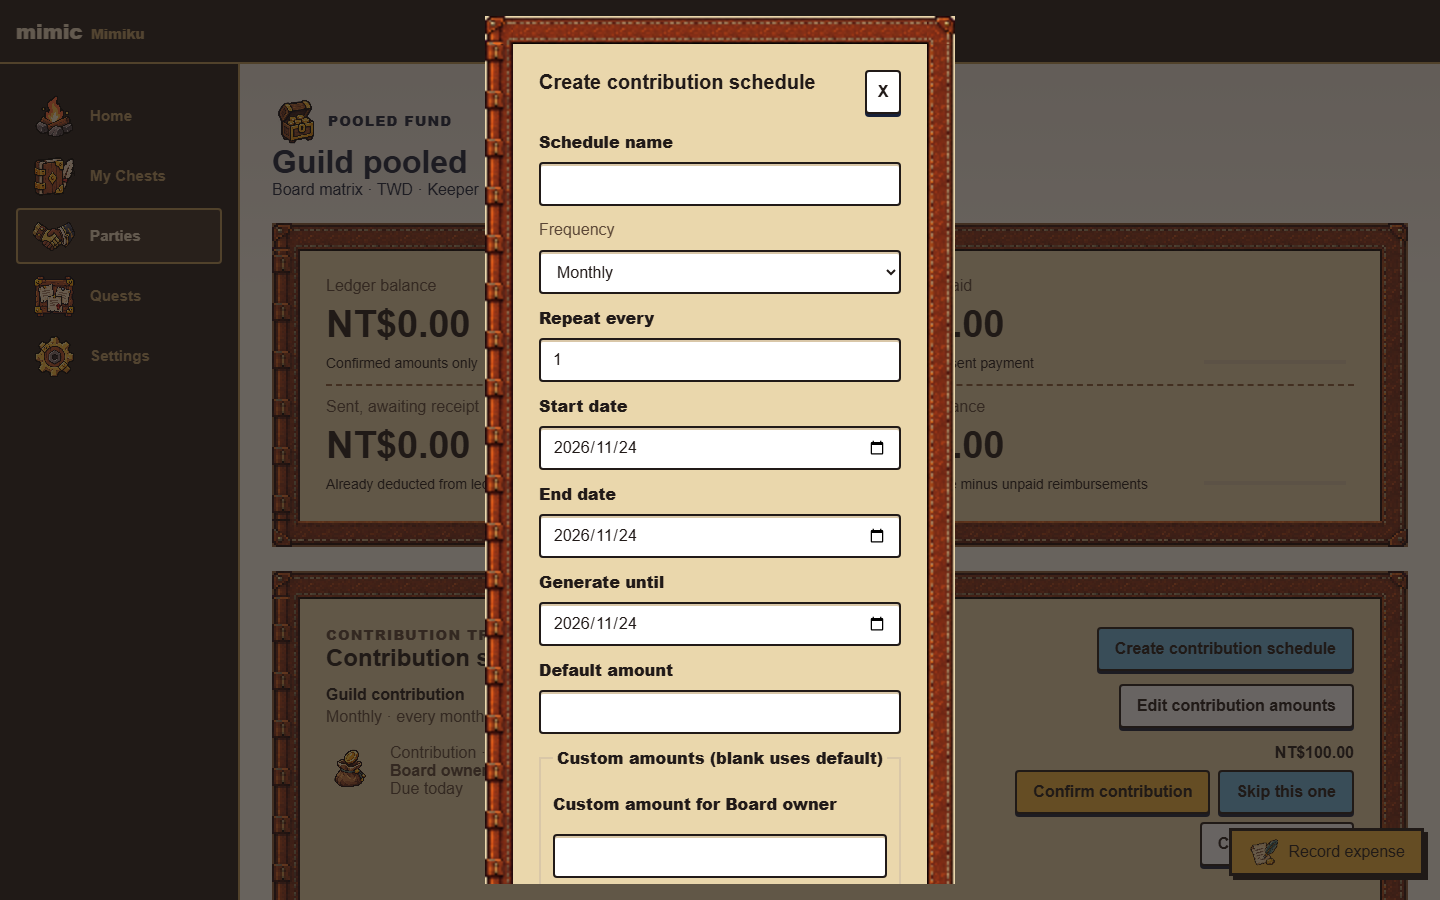 mimic Mimiku
Home
My Chests
Parties
Quests
Settings
POOLED FUND
Guild pooled
Board matrix · TWD · Keeper
Ledger balance
NT$0.00
Confirmed amounts only
aid
.00
sent payment
Sent, awaiting receipt
NT$0.00
Already deducted from led
ance
.00
minus unpaid reimbursements
CONTRIBUTION TR
Contribution s
Guild contribution
Monthly · every month
Contribution
Board owner
Due today
Create contribution schedule
Edit contribution amounts
NT$100.00
Confirm contribution
Skip this one
C
Record expense
Create contribution schedule
X
Schedule name
Frequency
Monthly
Repeat every
1
Start date
2026/11/24
End date
2026/11/24
Generate until
2026/11/24
Default amount
Custom amounts (blank uses default)
Custom amount for Board owner